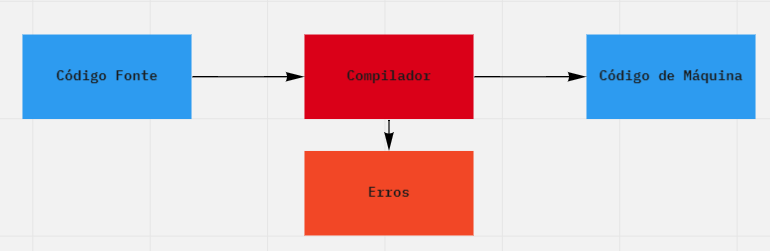 Código Fonte
Compilador
Código de Máquina
Erros